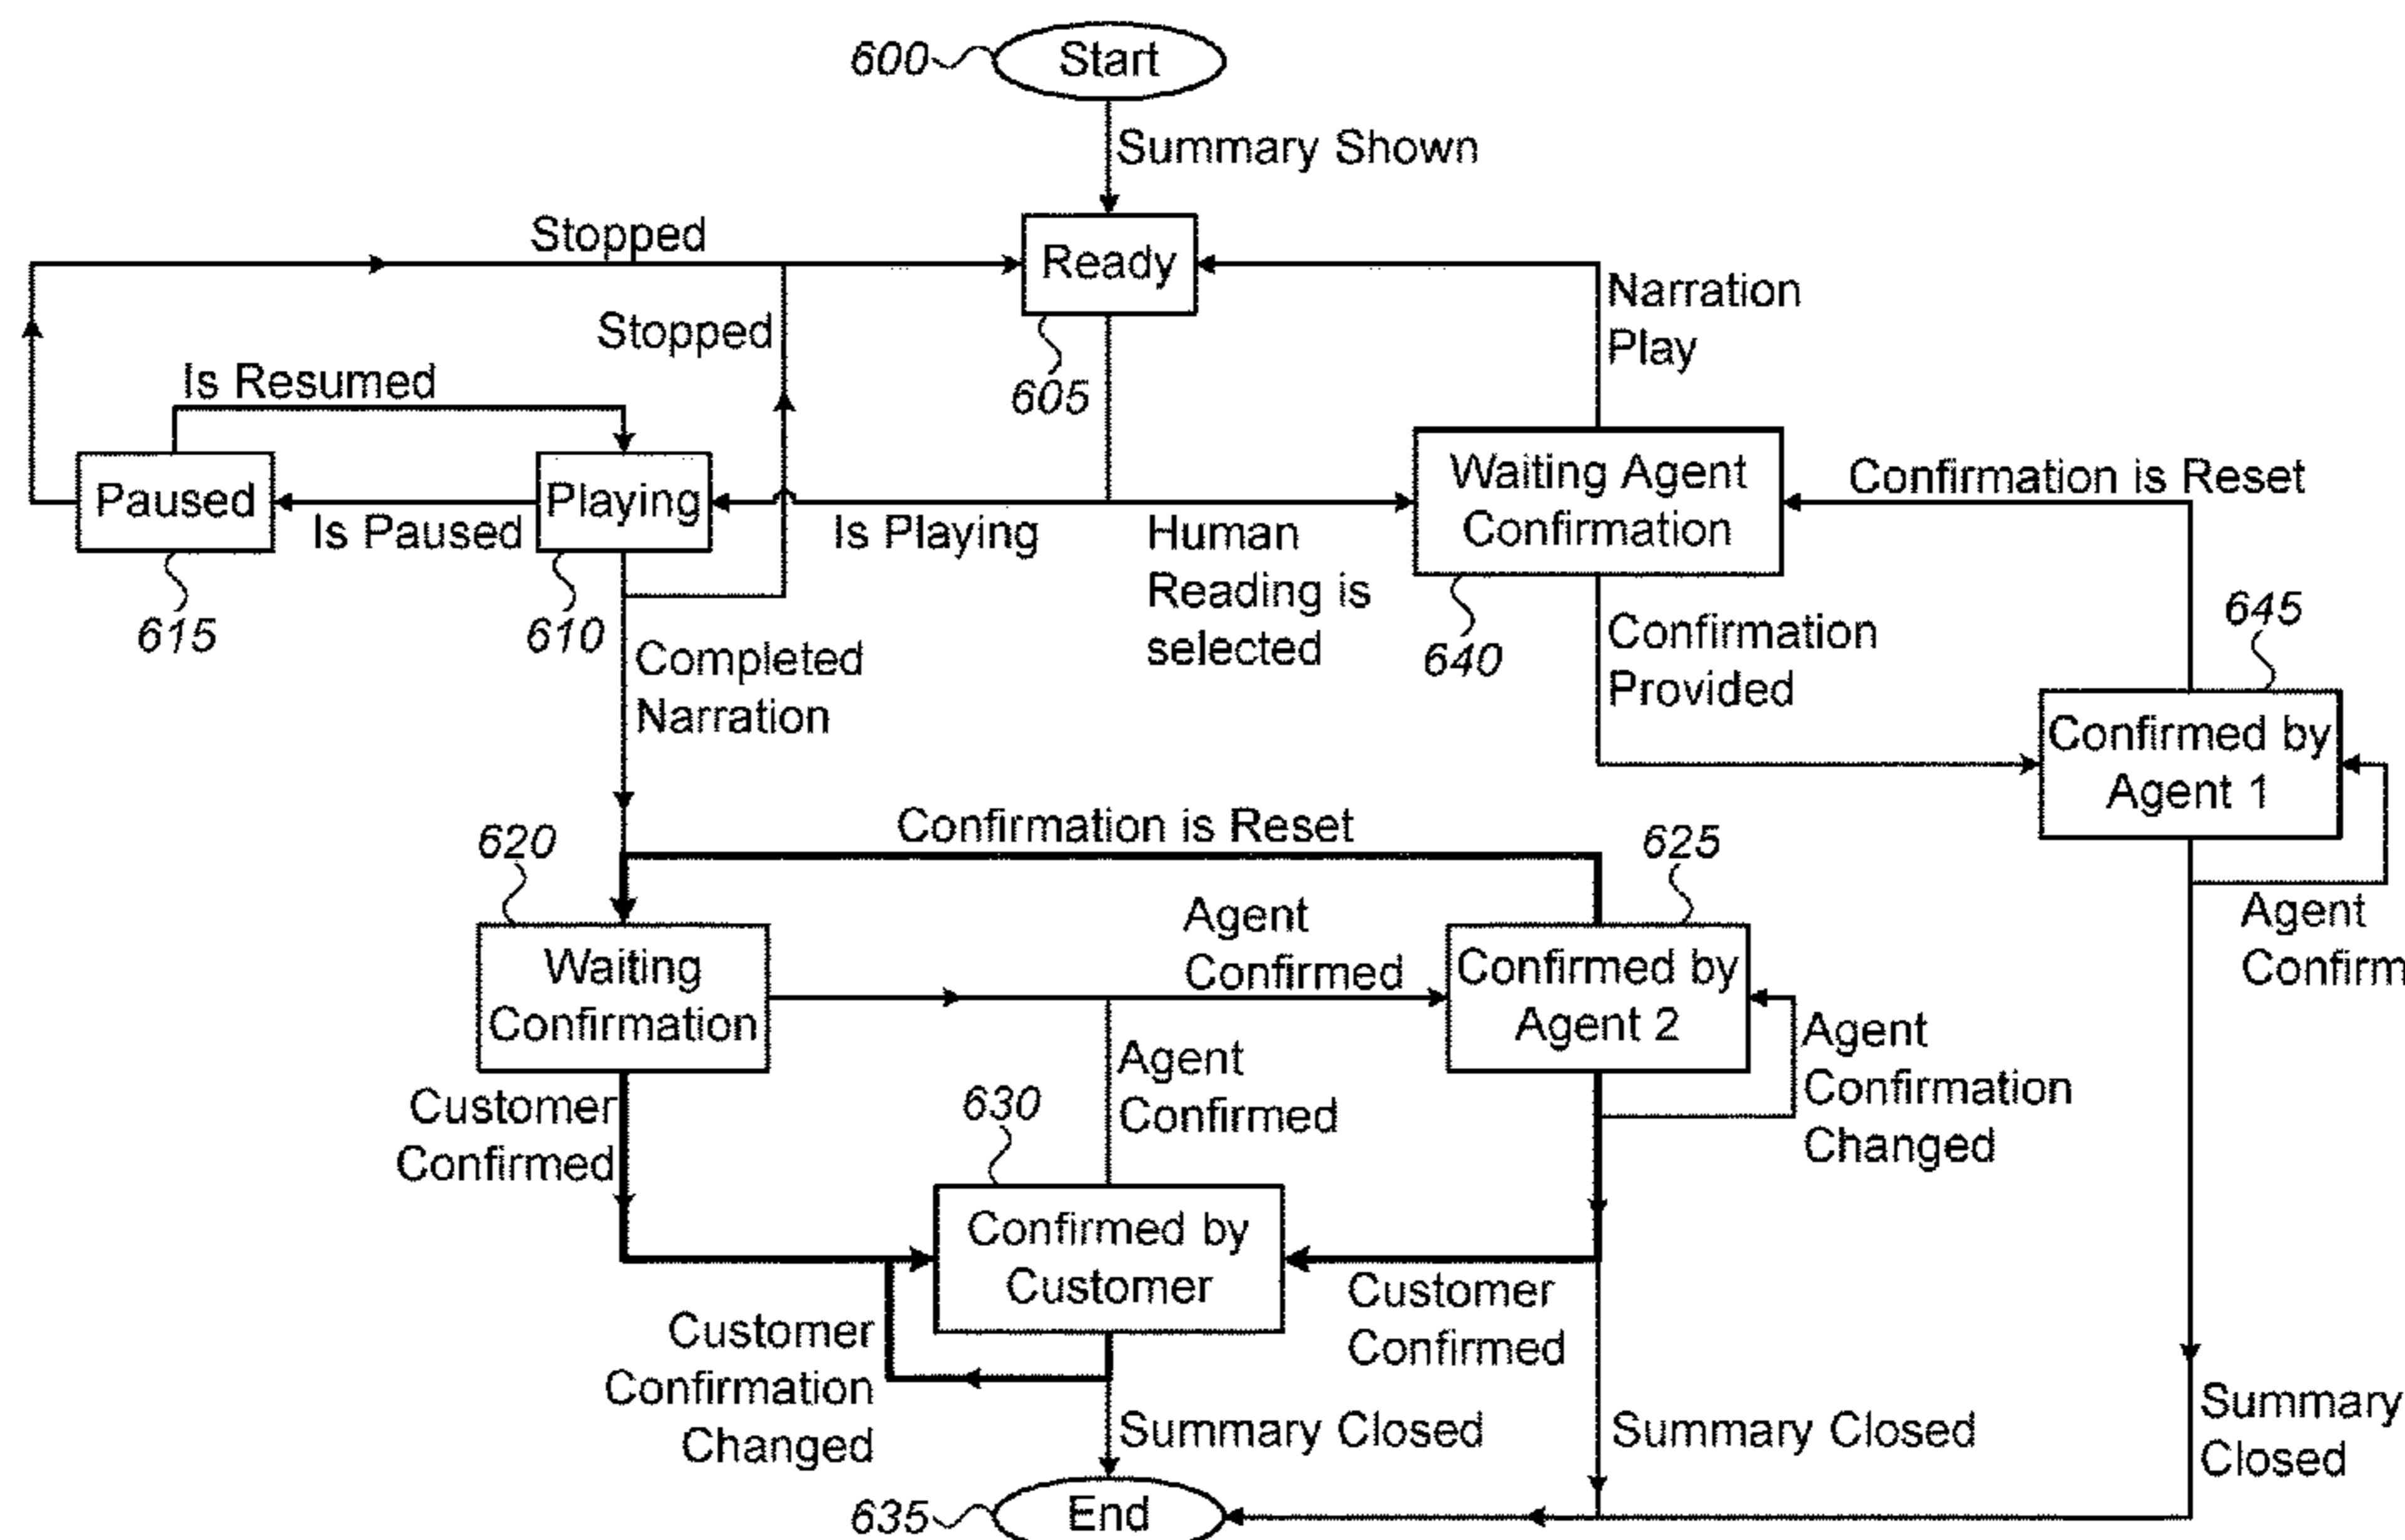 600
Start
Summary Shown
Stopped
Ready
605
Stopped
Narration
Play
Is Resumed
Paused
615
Is Paused
Playing
610
Is Playing
Human
Reading is
selected
Waiting Agent
Confirmation
640
Confirmation is Reset
Confirmation
Provided
645
Confirmed by
Agent 1
Agent
Confirm
Completed
Narration
Confirmation is Reset
620
Waiting
Confirmation
Agent
Confirmed
625
Confirmed by
Agent 2
Agent
Confirmation
Changed
Agent
Confirmed
Customer
Confirmed
630
Confirmed by
Customer
Customer
Confirmed
Customer
Confirmation
Changed
Summary Closed
Summary Closed
Summary
Closed
635
End